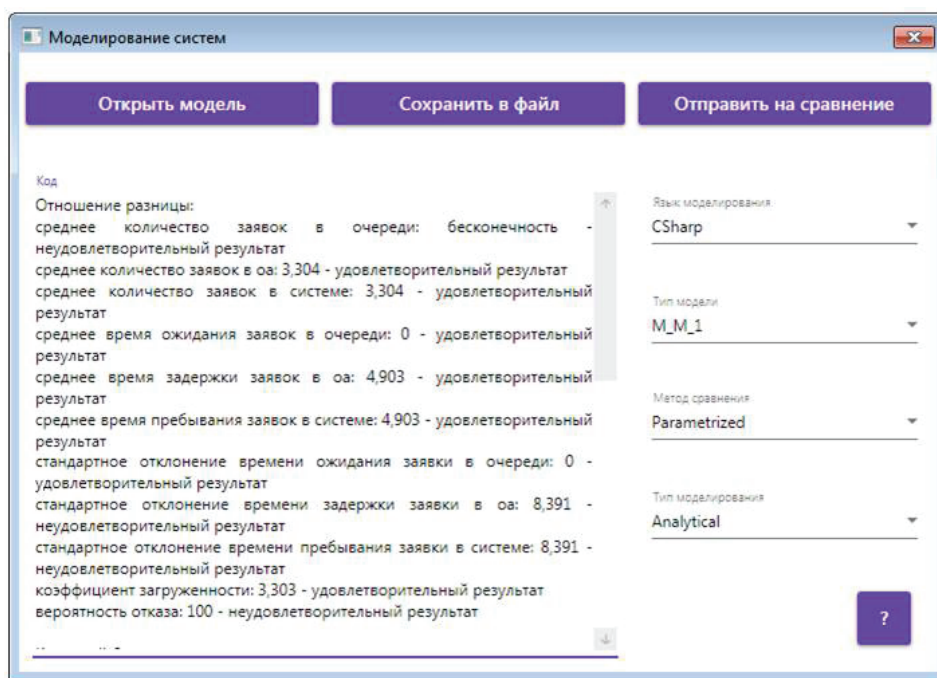 Моделирование систем
Открыть модель
Сохранить в файл
Отправить на сравнение
Код
Отношение разницы:
среднее количество заявок в очереди: бесконечность -
неудовлетворительный результат
среднее количество заявок в оа: 3,304 - удовлетворительный результат
среднее количество заявок в системе: 3,304 - удовлетворительный
результат
среднее время ожидания заявок в очереди: 0 - удовлетворительный
результат
среднее время задержки заявок в оа: 4,903 - удовлетворительный
результат
среднее время пребывания заявок в системе: 4,903 - удовлетворительный
результат
стандартное отклонение времени ожидания заявки в очереди: 0 -
удовлетворительный результат
стандартное отклонение времени задержки заявки в оа: 8,391 -
неудовлетворительный результат
стандартное отклонение времени пребывания заявки в системе: 8,391 -
неудовлетворительный результат
коэффициент загруженности: 3,303 - удовлетворительный результат
вероятность отказа: 100 - неудовлетворительный результат
Язык моделирования
CSharp
Тип модели
M_M_1
Метод сравнения
Parametrized
Тип моделирования
Analytical
?